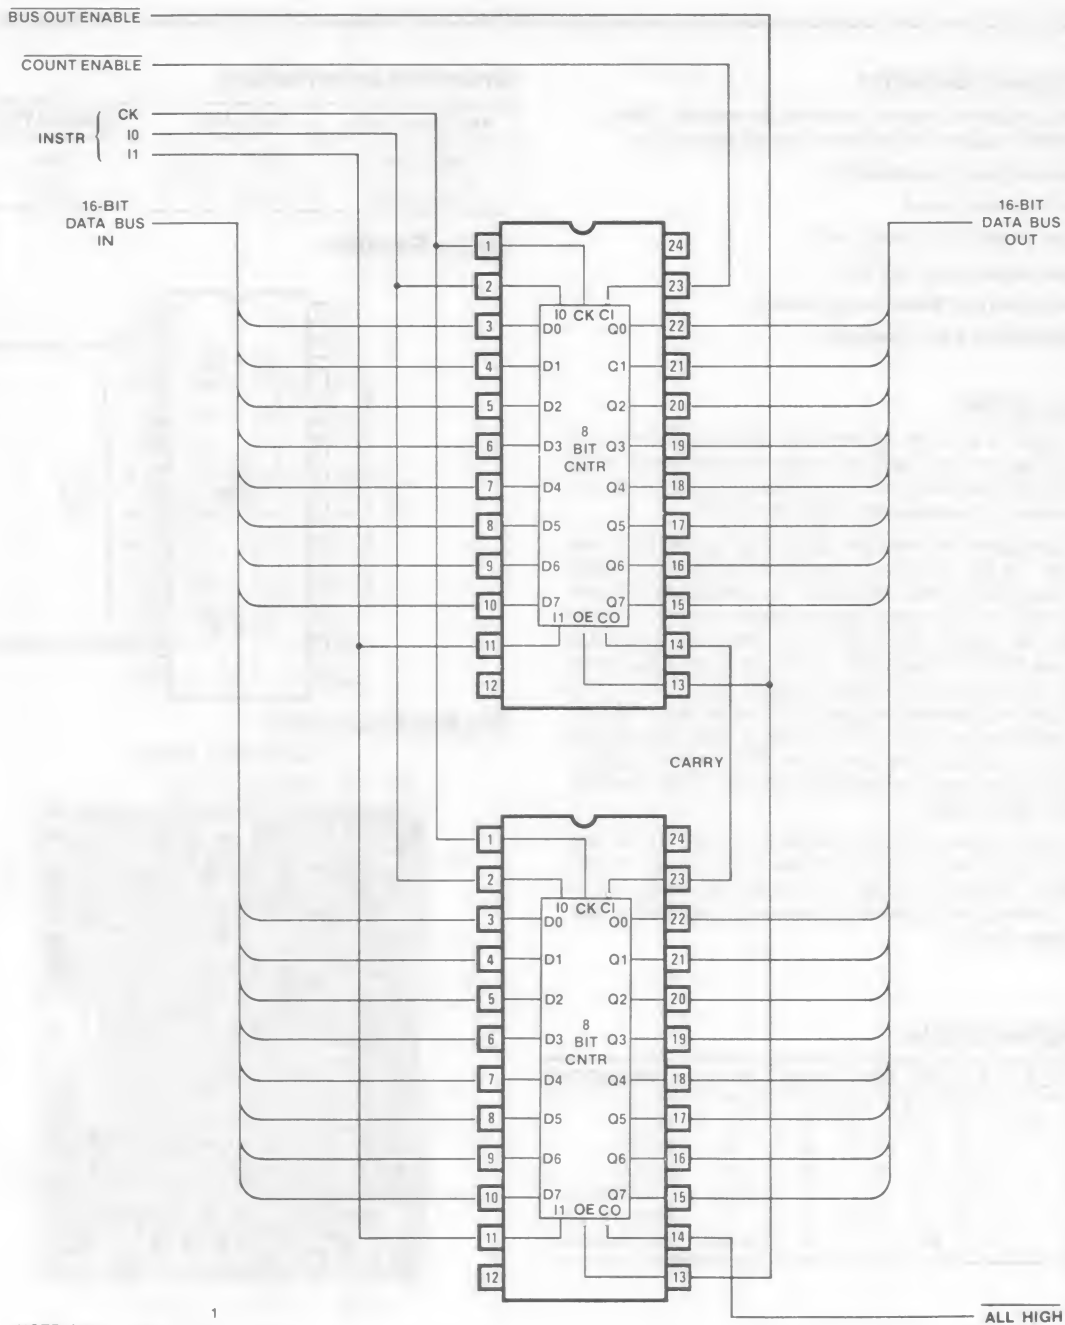 BUS OUT ENABLE
COUNT ENABLE
INSTR { CK
I0
I1
16-BIT
DATA BUS
IN
16-BIT
DATA BUS
OUT
1 24
2 23
I0 CK CI
3 D0 Q0 22
4 D1 Q1 21
5 D2 Q2 20
6 D3 Q3 19
8
BIT
CNTR
7 D4 Q4 18
8 D5 Q5 17
9 D6 Q6 16
10 D7 Q7 15
I1 OE CO
11 14
12 13
CARRY
1 24
2 23
I0 CK CI
3 D0 Q0 22
4 D1 Q1 21
5 D2 Q2 20
6 D3 Q3 19
8
BIT
CNTR
7 D4 Q4 18
8 D5 Q5 17
9 D6 Q6 16
10 D7 Q7 15
I1 OE CO
11 14
12 13
1
ALL HIGH